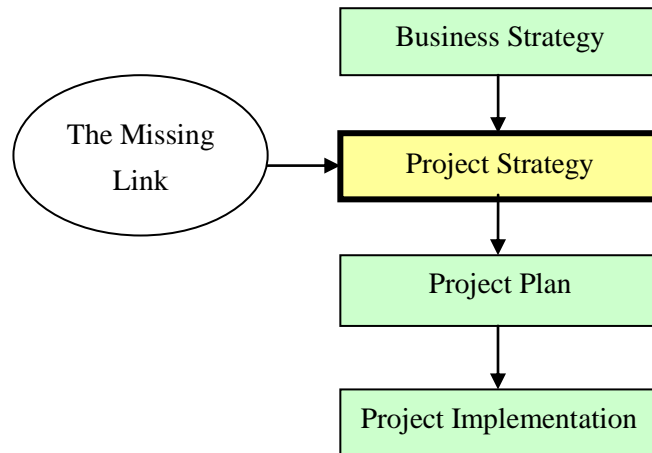 Business Strategy
The Missing
Link
Project Strategy
Project Plan
Project Implementation